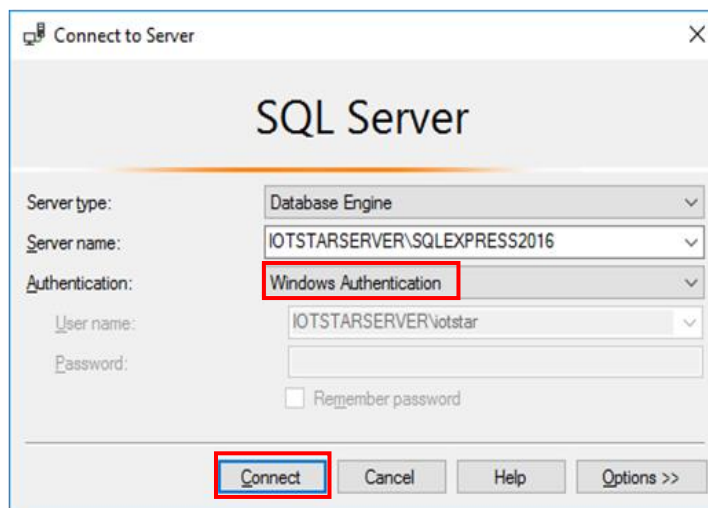 Connect to Server
SQL Server
Server type: Database Engine
Server name: IOTSTARSERVER\SQLEXPRESS2016
Authentication: Windows Authentication
User name: IOTSTARSERVER\iotstar
Password:
Remember password
Connect Cancel Help Options >>